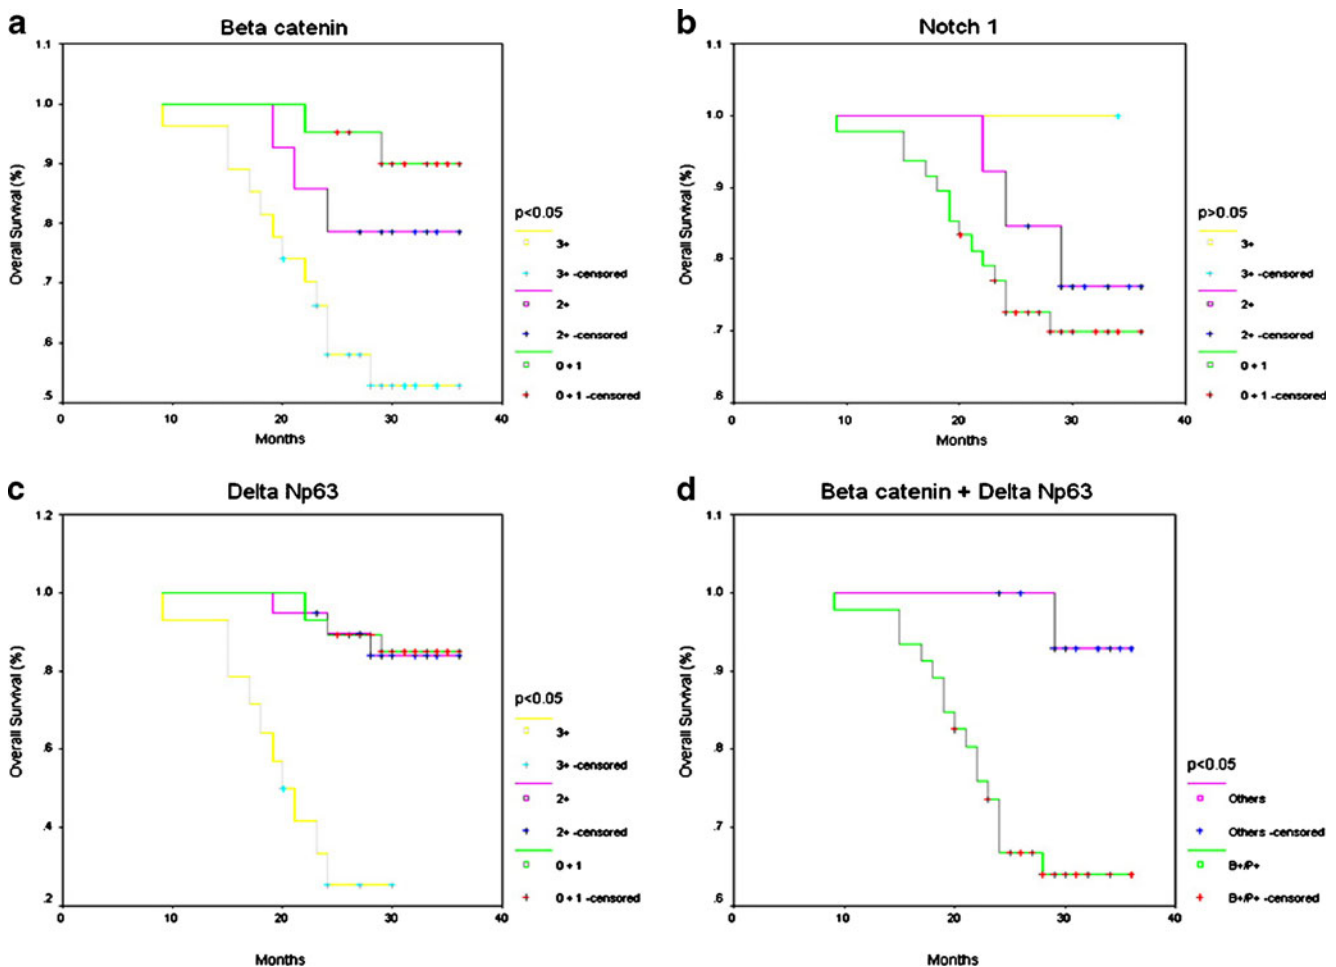 a
Beta catenin
1.1
1.0
.9
.8
.7
.6
.5
0
10
20
30
40
Overall Survival (%)
Months
p<0.05
3+
3+ -censored
2+
2+ -censored
0 + 1
0 + 1 -censored
b
Notch 1
1.1
1.0
.9
.8
.7
.6
0
10
20
30
40
Overall Survival (%)
Months
p>0.05
3+
3+ -censored
2+
2+ -censored
0 + 1
0 + 1 -censored
c
Delta Np63
1.2
1.0
.8
.6
.4
.2
0
10
20
30
40
Overall Survival (%)
Months
p<0.05
3+
3+ -censored
2+
2+ -censored
0 + 1
0 + 1 -censored
d
Beta catenin + Delta Np63
1.1
1.0
.9
.8
.7
.6
0
10
20
30
40
Overall Survival (%)
Months
p<0.05
Others
Others -censored
B+/P+
B+/P+ -censored